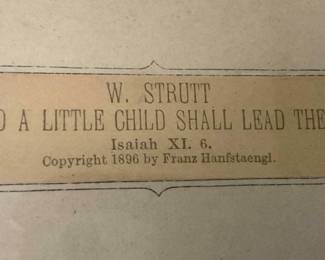 W. STRUTT
D A LITTLE CHILD SHALL LEAD THE
Isaiah XI. 6.
Copyright 1896 by Franz Hanfstaengl.